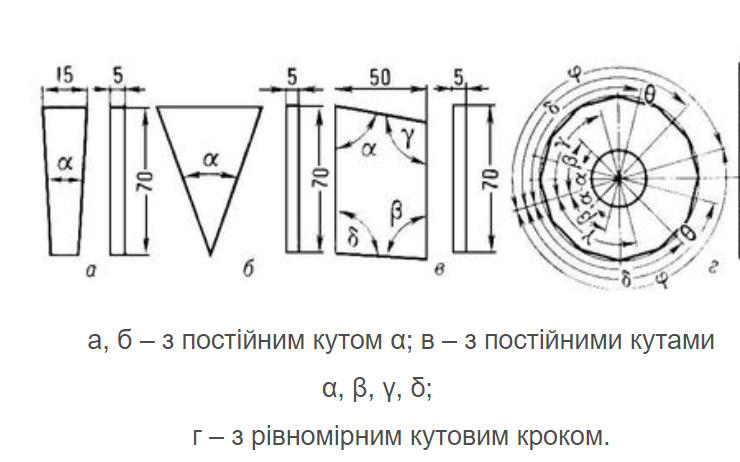 15 5 5 50 5 φ
δ θ
γ
α α α γ β α
70 70 70 β α
δ β γ β θ
γ
а б в δ φ г
а, б – з постійним кутом α; в – з постійними кутами
α, β, γ, δ;
г – з рівномірним кутовим кроком.